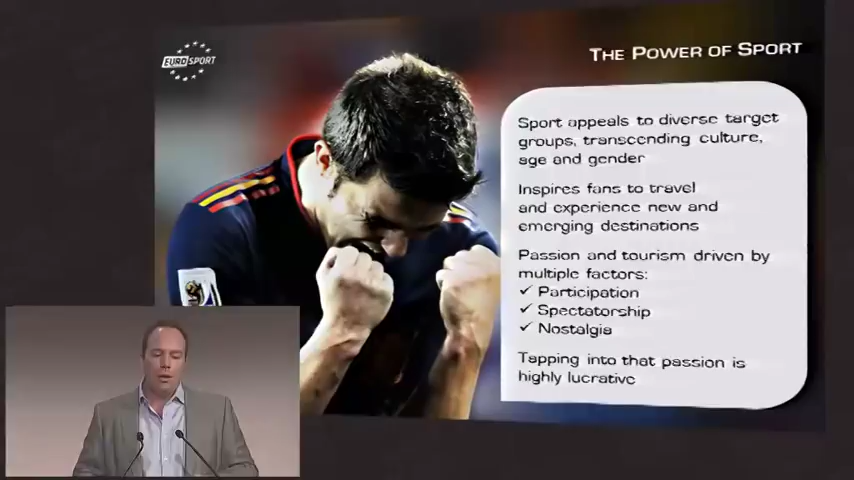 EUROSPORT
THE POWER OF SPORT
Sport appeals to diverse target
groups, transcending culture,
age and gender
Inspires fans to travel
and experience new and
emerging destinations
Passion and tourism driven by
multiple factors:
✓ Participation
✓ Spectatorship
✓ Nostalgia
Tapping into that passion is
highly lucrative